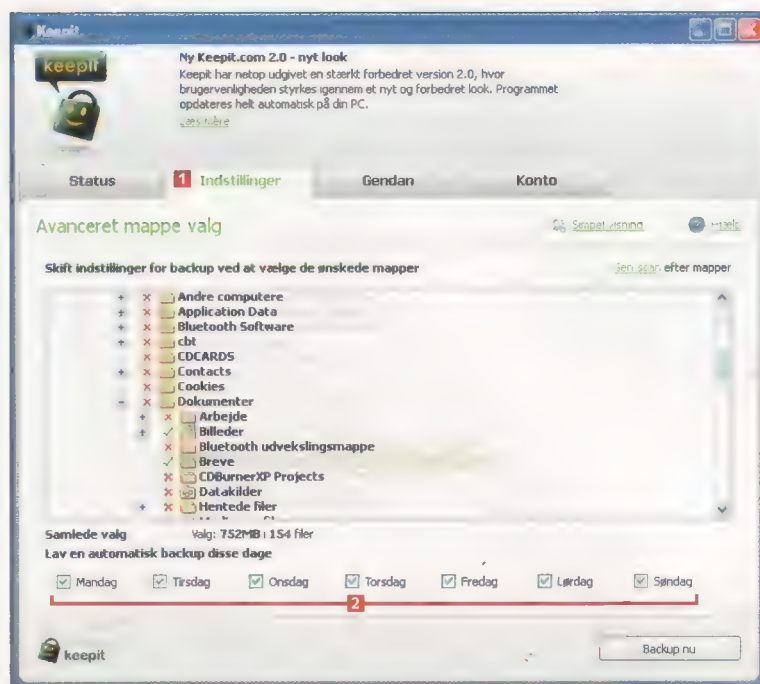 Keepit
keepit
Ny Keepit.com 2.0 - nyt look
Keepit har netop udgivet en stærkt forbedret version 2.0, hvor
brugervenligheden styrkes igennem et nyt og forbedret look. Programmet
opdateres helt automatisk på din PC.
Læs mere
Status
1 Indstillinger
Gendan
Konto
Avanceret mappe valg
Simpel visning
Hjælp
Skift indstillinger for backup ved at vælge de ønskede mapper
efter mapper
Andre computere
Application Data
Bluetooth Software
cbt
CDCARDS
Contacts
Cookies
Dokumenter
Arbejde
Billeder
Bluetooth udvekslingsmappe
Breve
CDBurnerXP Projects
Datakilder
Hentede filer
Samlede valg Valg: 752MB i 154 filer
Lav en automatisk backup disse dage
Mandag Tirsdag Onsdag Torsdag Fredag Lørdag Søndag
2
keepit
Backup nu